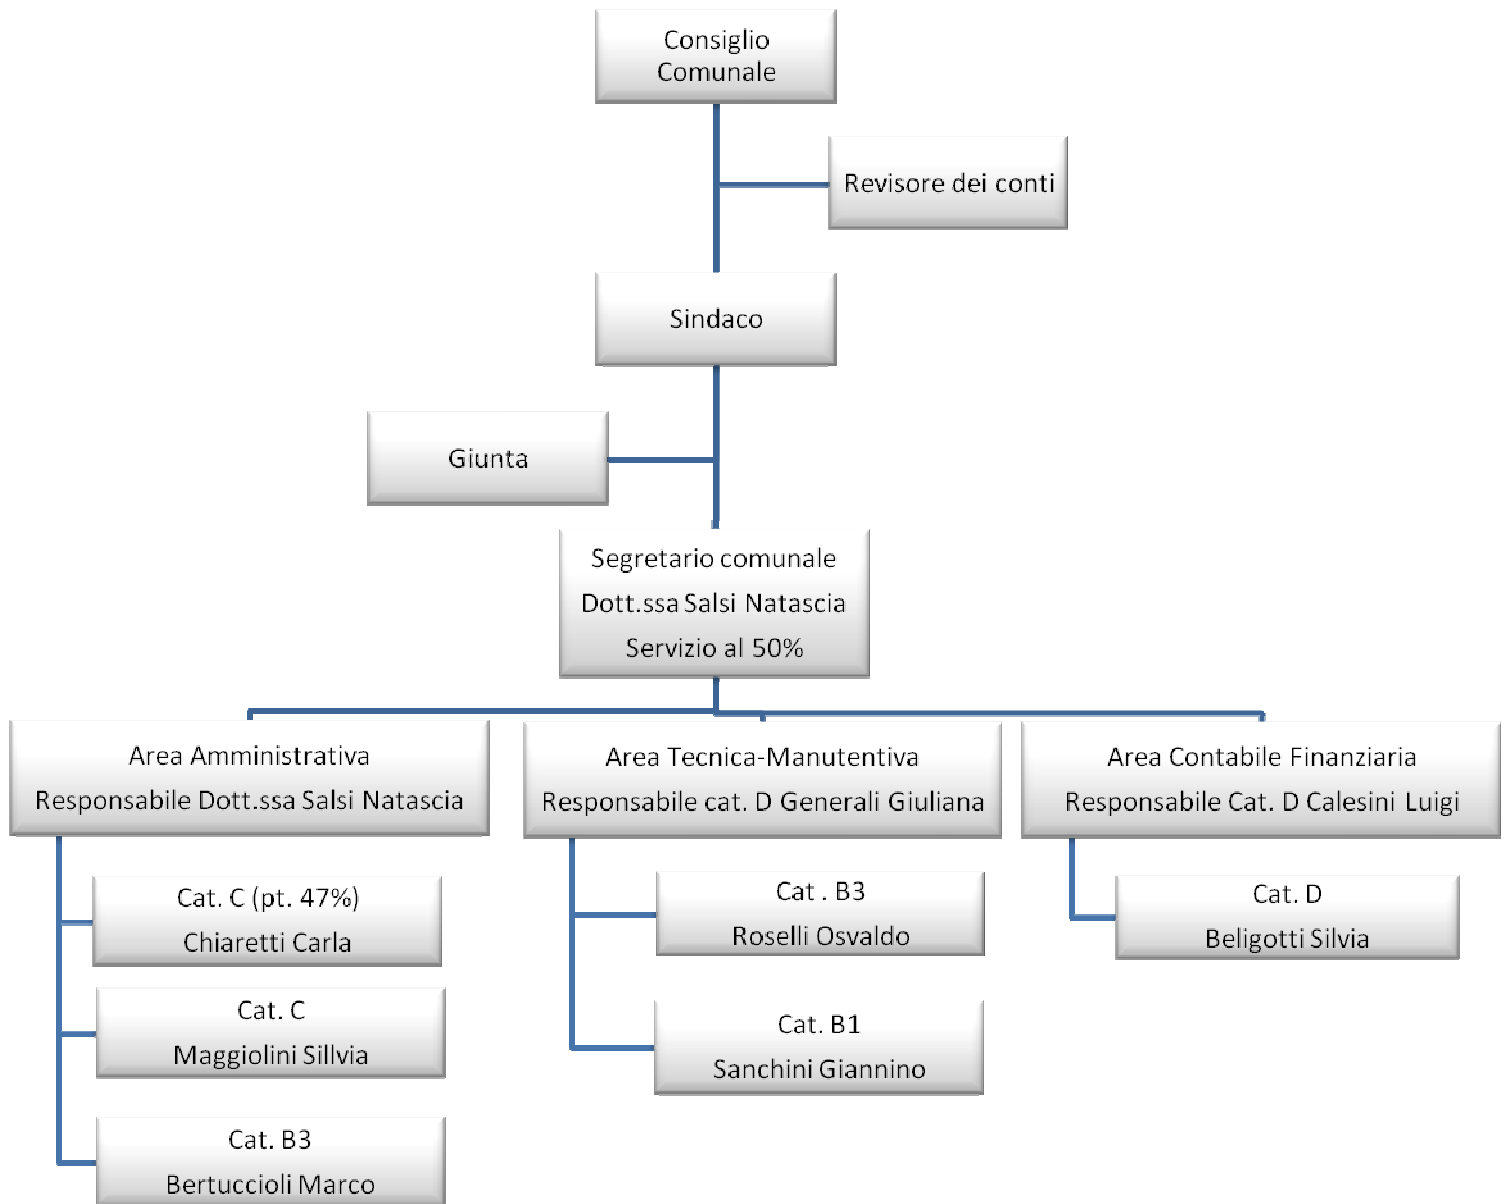 Consiglio
Comunale
Revisore dei conti
Sindaco
Giunta
Segretario comunale
Dott.ssa Salsi Natascia
Servizio al 50%
Area Amministrativa
Responsabile Dott.ssa Salsi Natascia
Area Tecnica-Manutentiva
Responsabile cat. D Generali Giuliana
Area Contabile Finanziaria
Responsabile Cat. D Calesini Luigi
Cat. C (pt. 47%)
Chiaretti Carla
Cat. C
Maggiolini Sillvia
Cat. B3
Bertuccioli Marco
Cat . B3
Roselli Osvaldo
Cat. B1
Sanchini Giannino
Cat. D
Beligotti Silvia